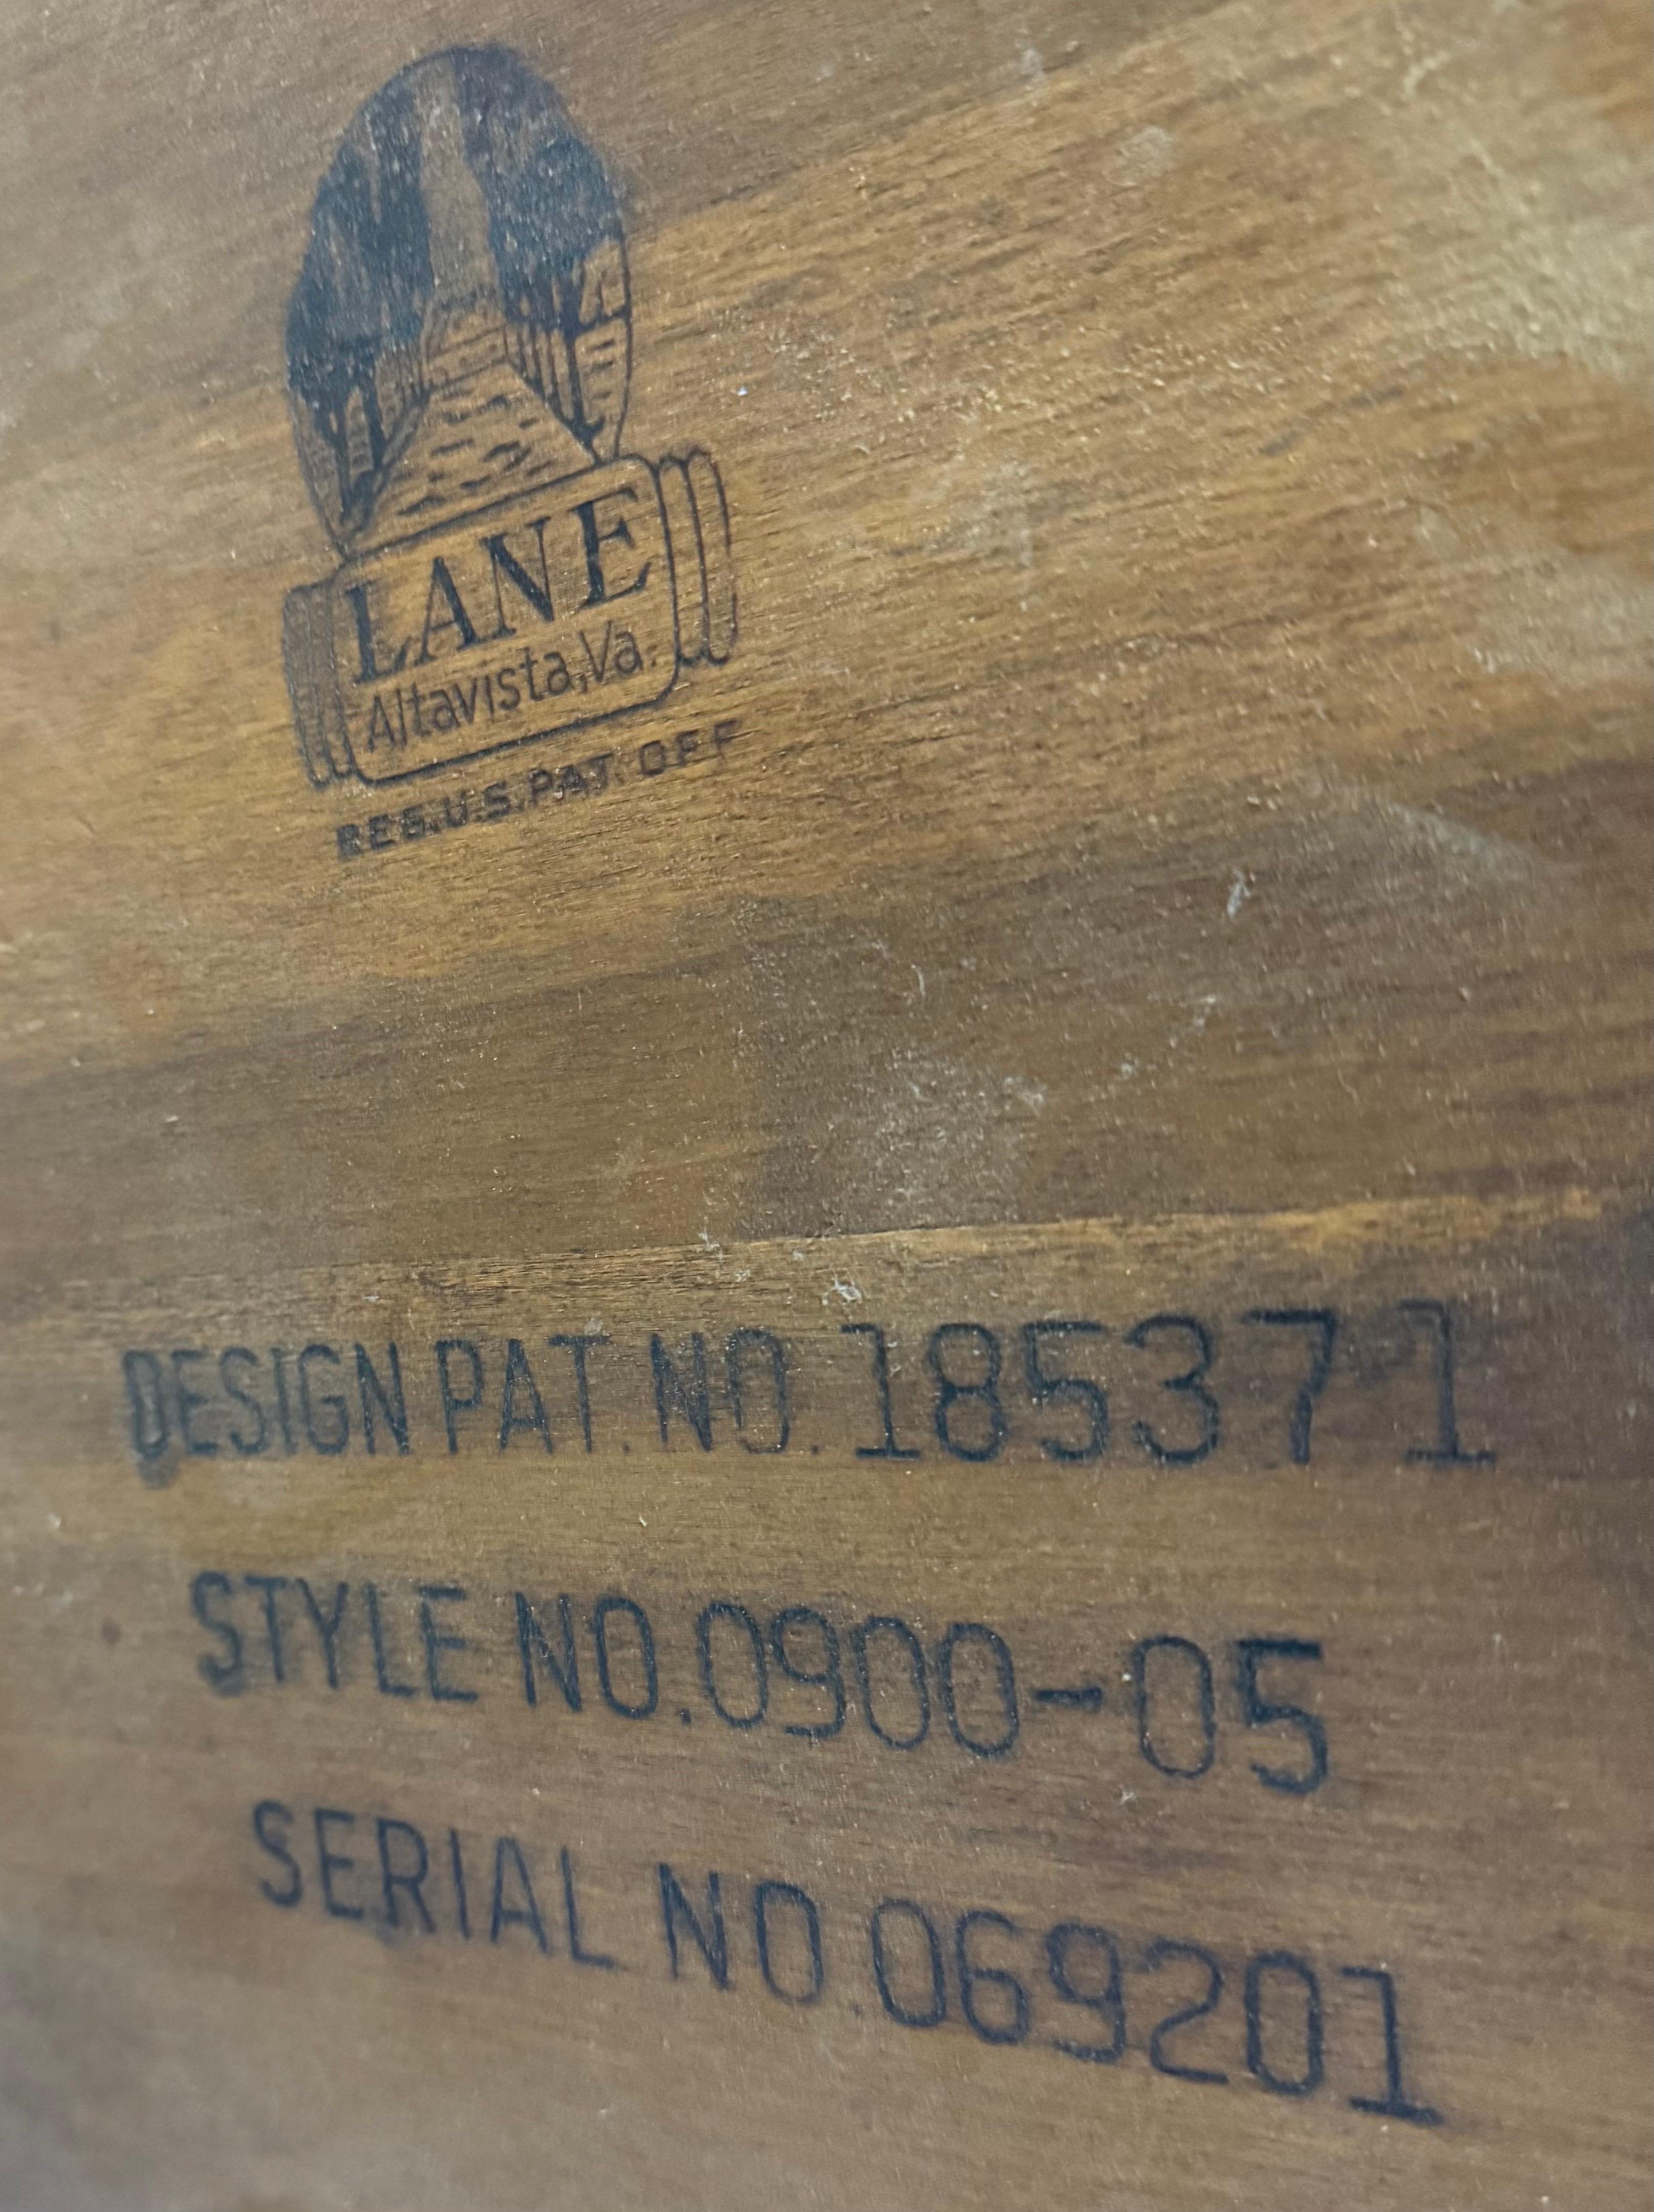 LANE
Altavista, Va.
REG. U.S. PAT. OFF
DESIGN PAT. NO. 185371
STYLE NO. 0900-05
SERIAL NO. 069201